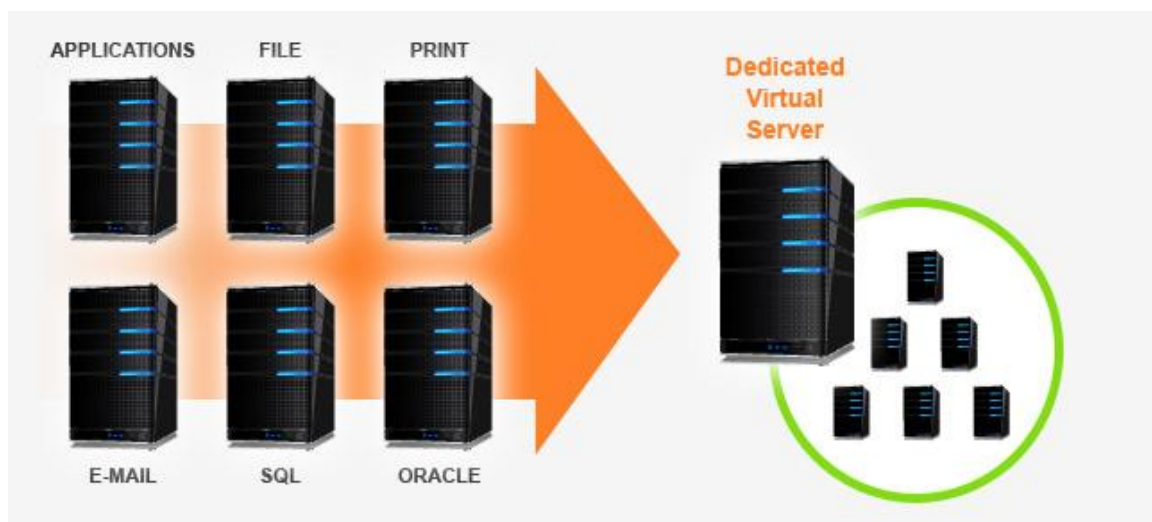 APPLICATIONS FILE PRINT
Dedicated
Virtual
Server
E-MAIL SQL ORACLE